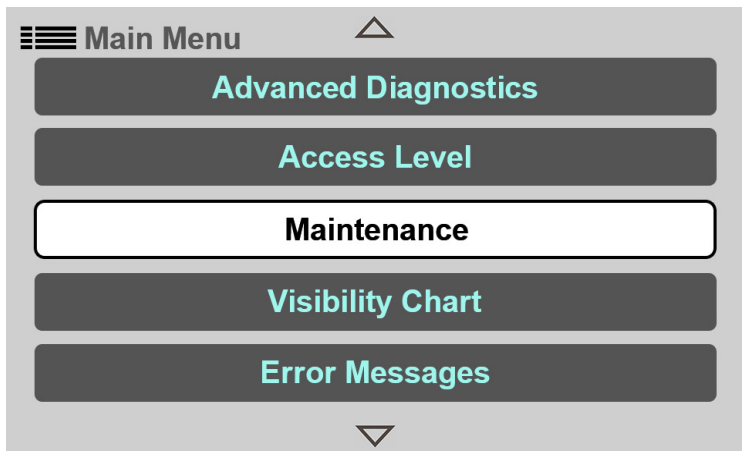 Main Menu
Advanced Diagnostics
Access Level
Maintenance
Visibility Chart
Error Messages